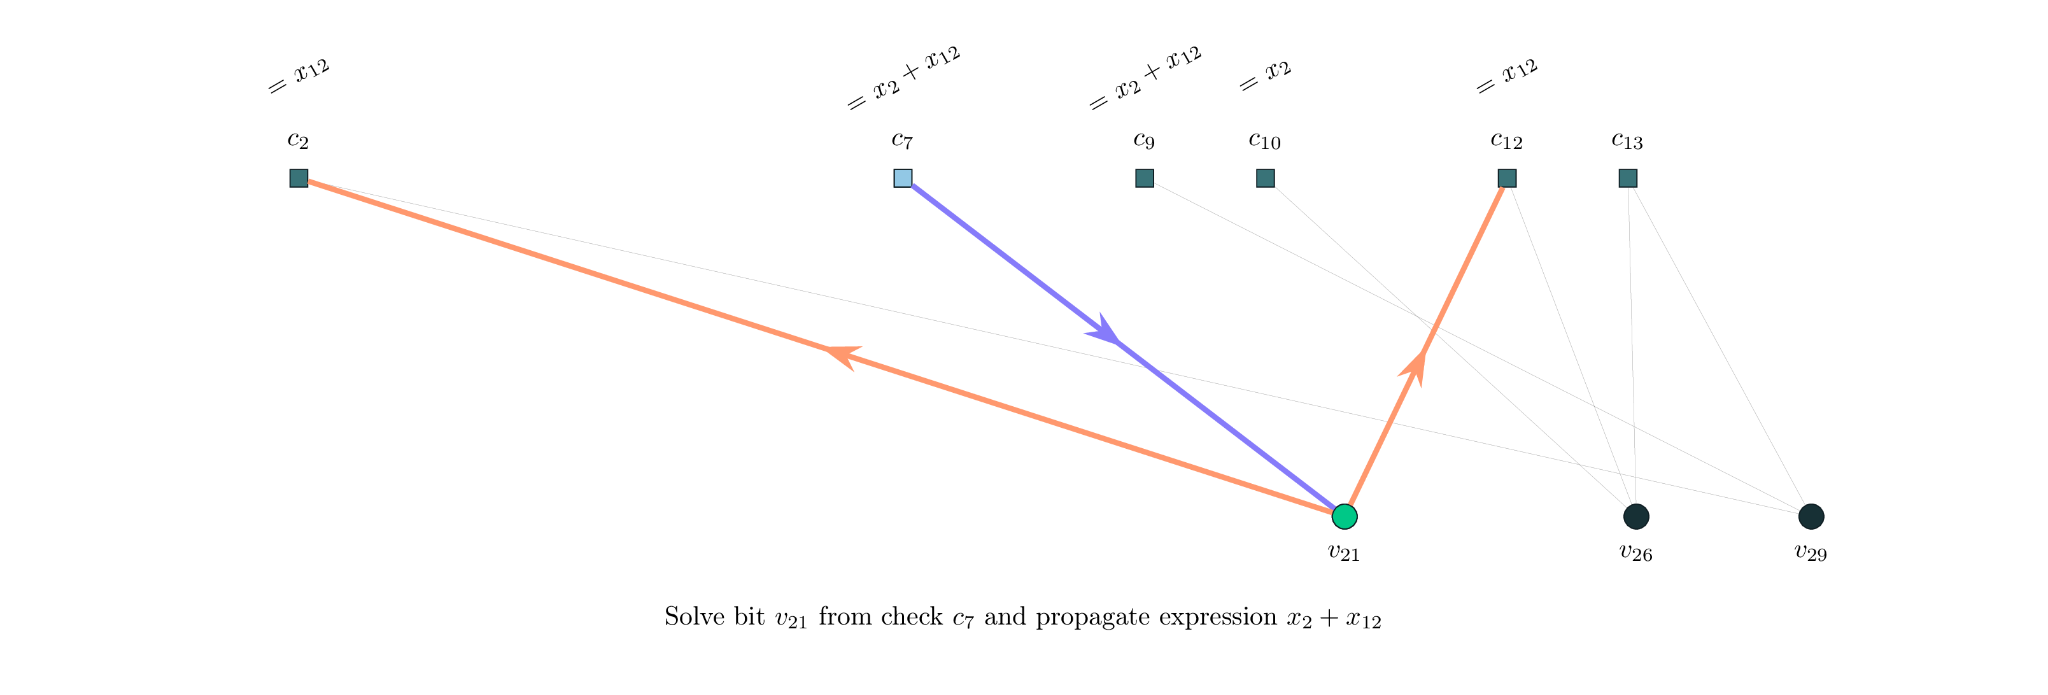 = x₁₂ = x₂ + x₁₂ = x₂ + x₁₂ = x₂ = x₁₂
c₂ c₇ c₉ c₁₀ c₁₂ c₁₃
v₂₁ v₂₆ v₂₉
Solve bit v₂₁ from check c₇ and propagate expression x₂ + x₁₂